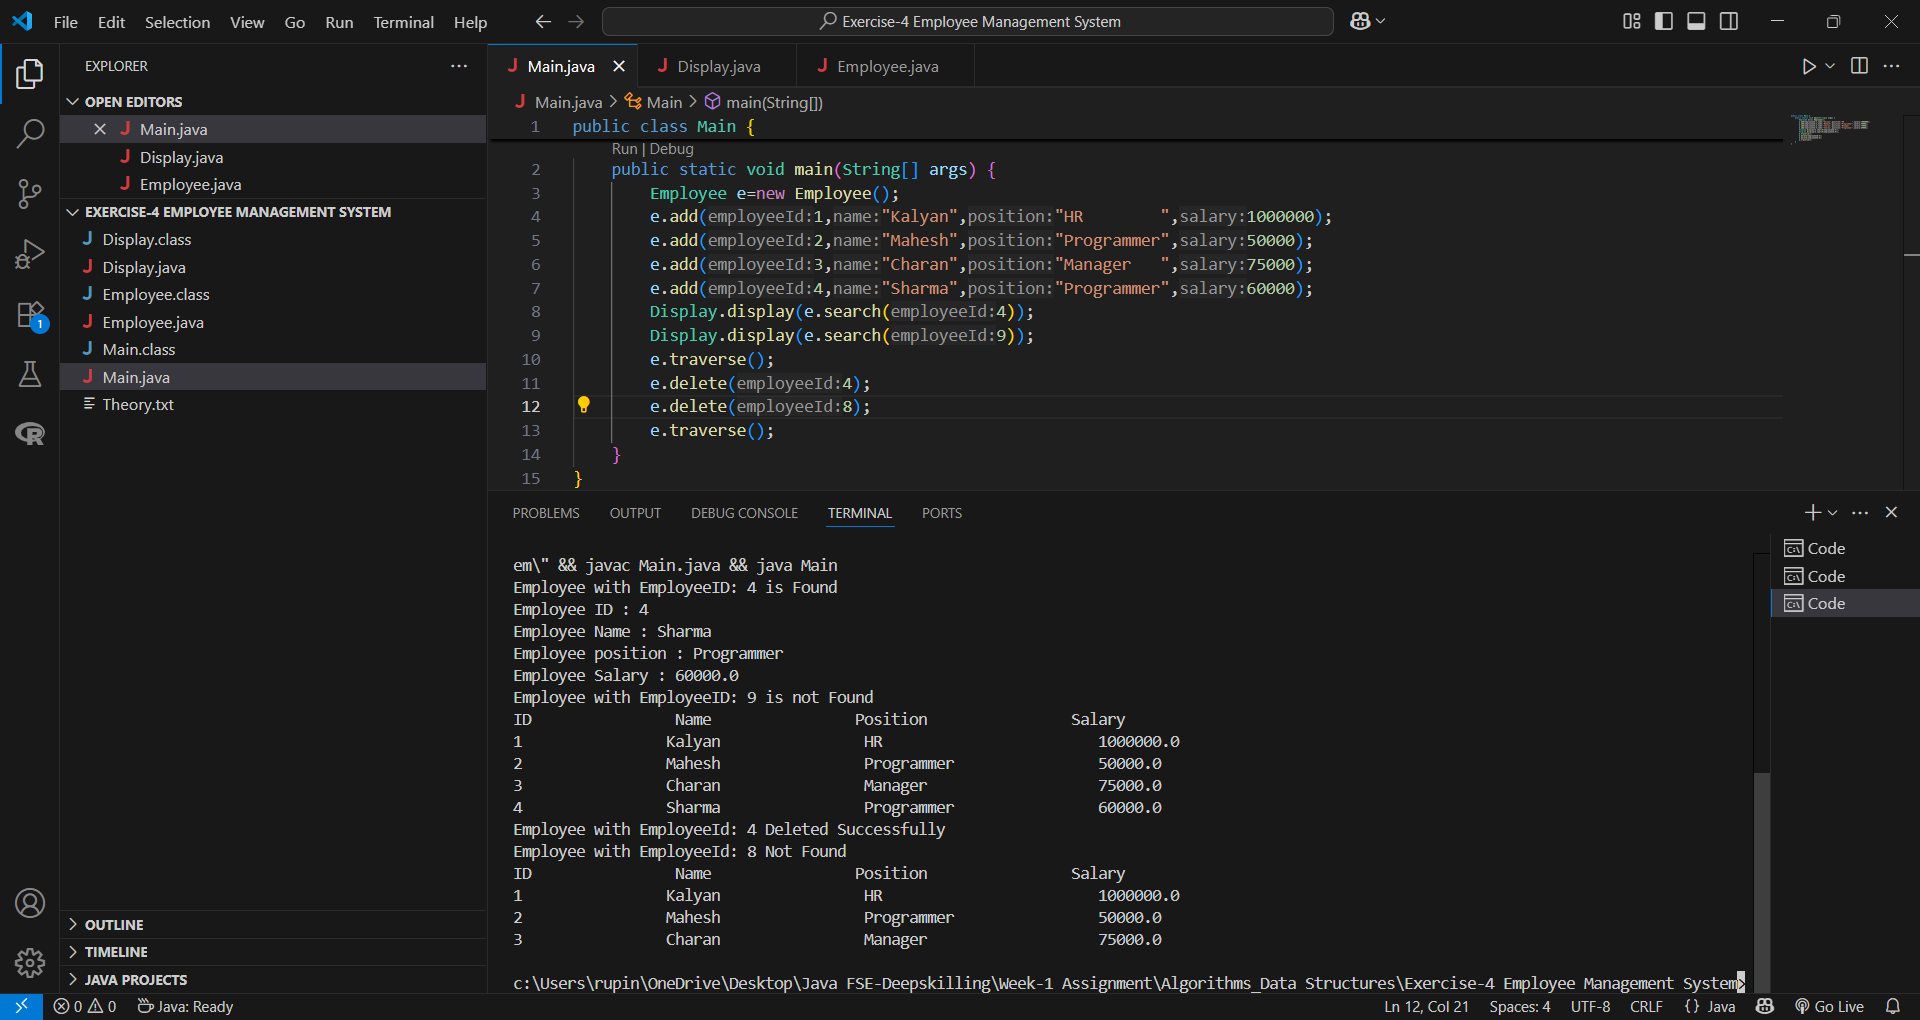 File Edit Selection View Go Run Terminal Help
Exercise-4 Employee Management System
EXPLORER
OPEN EDITORS
Main.java
Display.java
Employee.java
EXERCISE-4 EMPLOYEE MANAGEMENT SYSTEM
J Display.class
J Display.java
J Employee.class
J Employee.java
J Main.class
J Main.java
Theory.txt
1
OUTLINE
TIMELINE
JAVA PROJECTS
J Main.java J Display.java J Employee.java
J Main.java > Main > main(String[])
1 public class Main {
Run | Debug
2 public static void main(String[] args) {
3 Employee e=new Employee();
4 e.add(employeeId:1,name:"Kalyan",position:"HR        ",salary:1000000);
5 e.add(employeeId:2,name:"Mahesh",position:"Programmer",salary:50000);
6 e.add(employeeId:3,name:"Charan",position:"Manager   ",salary:75000);
7 e.add(employeeId:4,name:"Sharma",position:"Programmer",salary:60000);
8 Display.display(e.search(employeeId:4));
9 Display.display(e.search(employeeId:9));
10 e.traverse();
11 e.delete(employeeId:4);
12 e.delete(employeeId:8);
13 e.traverse();
14 }
15 }
PROBLEMS OUTPUT DEBUG CONSOLE TERMINAL PORTS
em\" && javac Main.java && java Main
Employee with EmployeeID: 4 is Found
Employee ID : 4
Employee Name : Sharma
Employee position : Programmer
Employee Salary : 60000.0
Employee with EmployeeID: 9 is not Found
ID Name Position Salary
1 Kalyan HR 1000000.0
2 Mahesh Programmer 50000.0
3 Charan Manager 75000.0
4 Sharma Programmer 60000.0
Employee with EmployeeId: 4 Deleted Successfully
Employee with EmployeeId: 8 Not Found
ID Name Position Salary
1 Kalyan HR 1000000.0
2 Mahesh Programmer 50000.0
3 Charan Manager 75000.0
c:\Users\rupin\OneDrive\Desktop\Java FSE-Deepskilling\Week-1 Assignment\Algorithms_Data Structures\Exercise-4 Employee Management System>
Code
Code
Code
0 0 Java: Ready
Ln 12, Col 21 Spaces: 4 UTF-8 CRLF {} Java Go Live